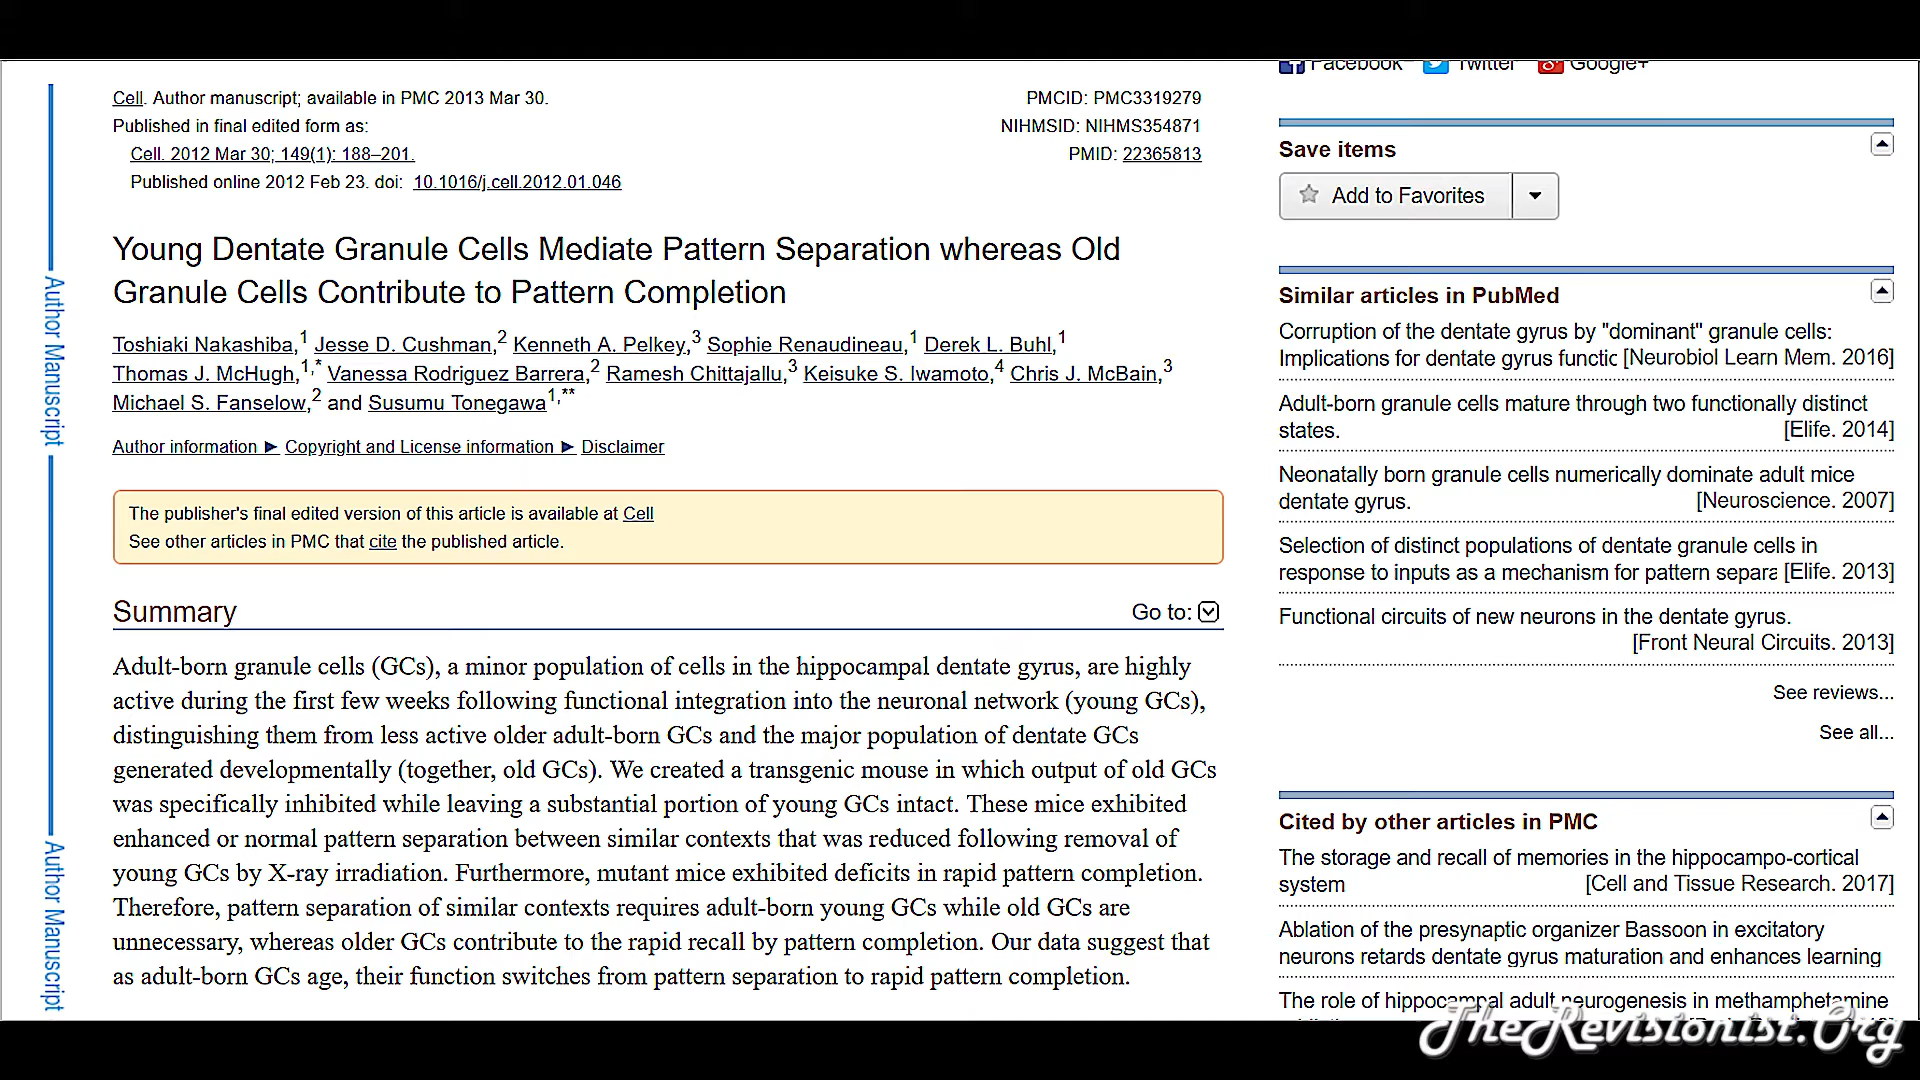 Facebook Twitter Google+
Cell. Author manuscript; available in PMC 2013 Mar 30.
Published in final edited form as:
Cell. 2012 Mar 30; 149(1): 188–201.
Published online 2012 Feb 23. doi: 10.1016/j.cell.2012.01.046
PMCID: PMC3319279
NIHMSID: NIHMS354871
PMID: 22365813
Young Dentate Granule Cells Mediate Pattern Separation whereas Old
Granule Cells Contribute to Pattern Completion
Toshiaki Nakashiba,1 Jesse D. Cushman,2 Kenneth A. Pelkey,3 Sophie Renaudineau,1 Derek L. Buhl,1
Thomas J. McHugh,1,* Vanessa Rodriguez Barrera,2 Ramesh Chittajallu,3 Keisuke S. Iwamoto,4 Chris J. McBain,3
Michael S. Fanselow,2 and Susumu Tonegawa1,**
Author information ► Copyright and License information ► Disclaimer
The publisher's final edited version of this article is available at Cell
See other articles in PMC that cite the published article.
Summary
Go to:
Adult-born granule cells (GCs), a minor population of cells in the hippocampal dentate gyrus, are highly
active during the first few weeks following functional integration into the neuronal network (young GCs),
distinguishing them from less active older adult-born GCs and the major population of dentate GCs
generated developmentally (together, old GCs). We created a transgenic mouse in which output of old GCs
was specifically inhibited while leaving a substantial portion of young GCs intact. These mice exhibited
enhanced or normal pattern separation between similar contexts that was reduced following removal of
young GCs by X-ray irradiation. Furthermore, mutant mice exhibited deficits in rapid pattern completion.
Therefore, pattern separation of similar contexts requires adult-born young GCs while old GCs are
unnecessary, whereas older GCs contribute to the rapid recall by pattern completion. Our data suggest that
as adult-born GCs age, their function switches from pattern separation to rapid pattern completion.
Author Manuscript
Author Manuscript
Save items
Add to Favorites
Similar articles in PubMed
Corruption of the dentate gyrus by "dominant" granule cells:
Implications for dentate gyrus functic [Neurobiol Learn Mem. 2016]
Adult-born granule cells mature through two functionally distinct
states. [Elife. 2014]
Neonatally born granule cells numerically dominate adult mice
dentate gyrus. [Neuroscience. 2007]
Selection of distinct populations of dentate granule cells in
response to inputs as a mechanism for pattern separa [Elife. 2013]
Functional circuits of new neurons in the dentate gyrus.
[Front Neural Circuits. 2013]
See reviews...
See all...
Cited by other articles in PMC
The storage and recall of memories in the hippocampo-cortical
system [Cell and Tissue Research. 2017]
Ablation of the presynaptic organizer Bassoon in excitatory
neurons retards dentate gyrus maturation and enhances learning
The role of hippocampal adult neurogenesis in methamphetamine
TheRevisionist.Org